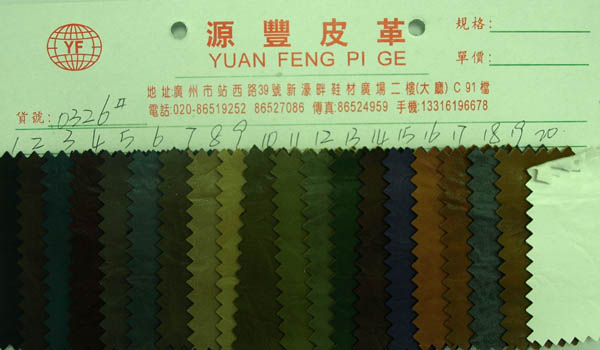 YF
源豐皮革
YUAN FENG PI GE
規格:
單價:
地址:廣州市站西路39號新濠畔鞋材廣場二樓(大廳)C91檔
電話:020-86519252 86527086 傳真:86524959 手機:13316196678
貨號: 0326#
1 2 3 4 5 6 7 8 9 10 11 12 13 14 15 16 17 18 19 20